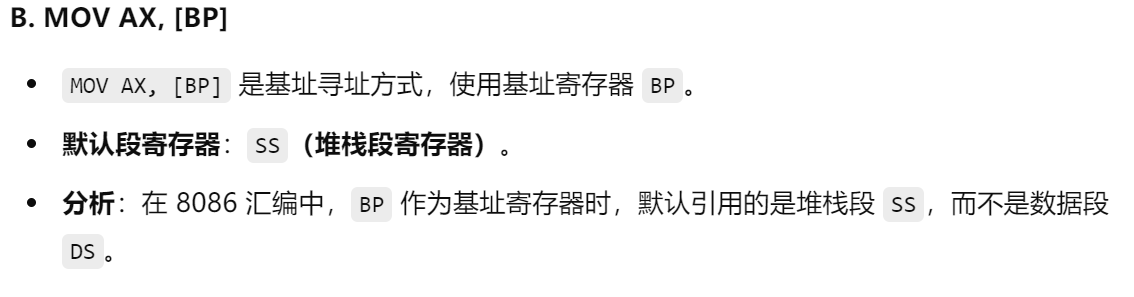 B. MOV AX, [BP]
MOV AX, [BP] 是基址寻址方式，使用基址寄存器 BP。
默认段寄存器： SS （堆栈段寄存器）。
分析：在 8086 汇编中， BP 作为基址寄存器时，默认引用的是堆栈段 SS ，而不是数据段
DS。